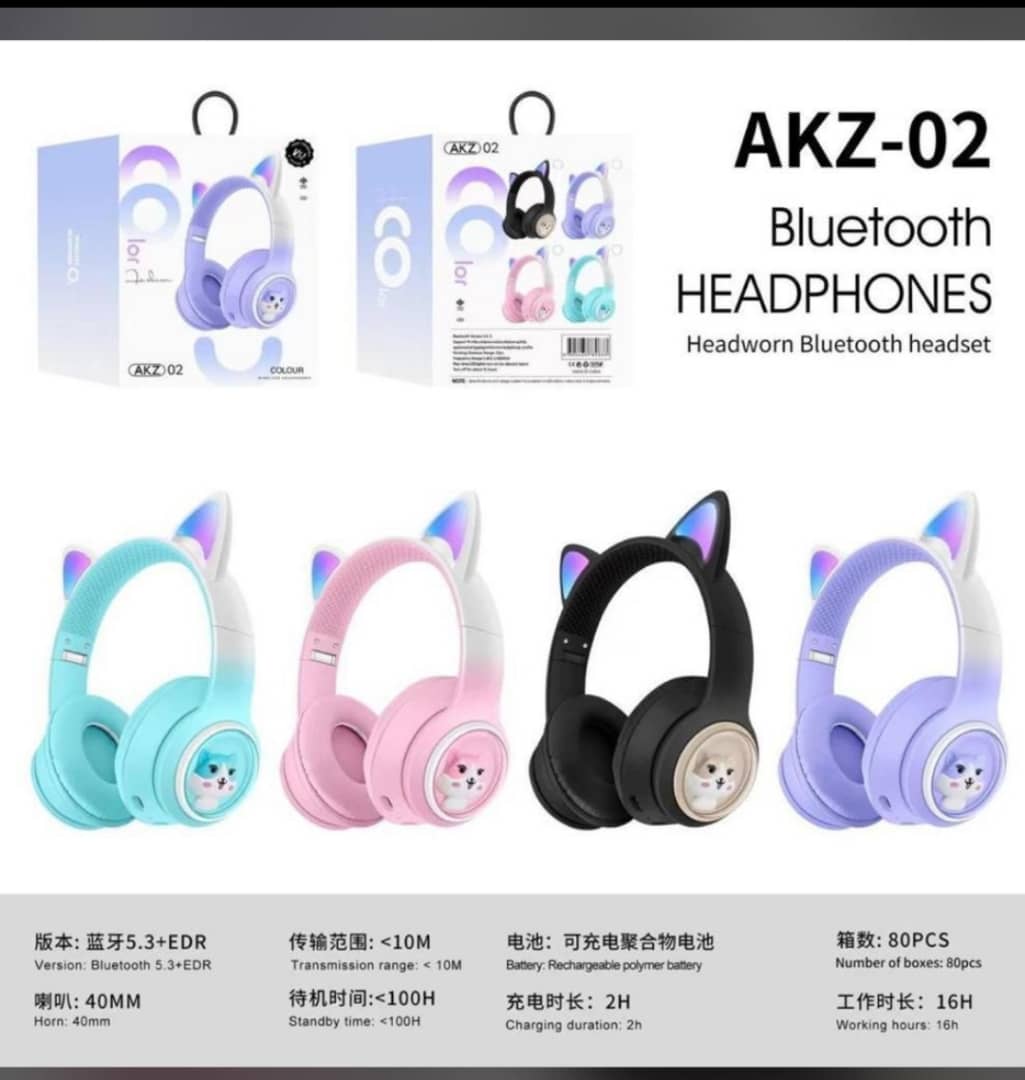 AKZ-02
Bluetooth
HEADPHONES
Headworn Bluetooth headset
lor
AKZ 02
COLOUR
AKZ 02
co
lor
NOTE:
版本: 蓝牙5.3+EDR
Version: Bluetooth 5.3+EDR
喇叭: 40MM
Horn: 40mm
传输范围: <10M
Transmission range: < 10M
待机时间:<100H
Standby time: <100H
电池：可充电聚合物电池
Battery: Rechargeable polymer battery
充电时长：2H
Charging duration: 2h
箱数: 80PCS
Number of boxes: 80pcs
工作时长：16H
Working hours: 16h